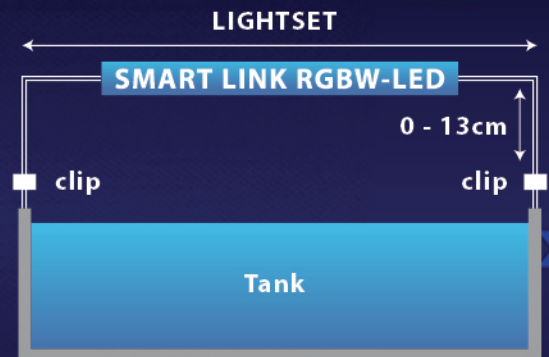 LIGHTSET
SMART LINK RGBW-LED
0 - 13cm
clip
clip
Tank